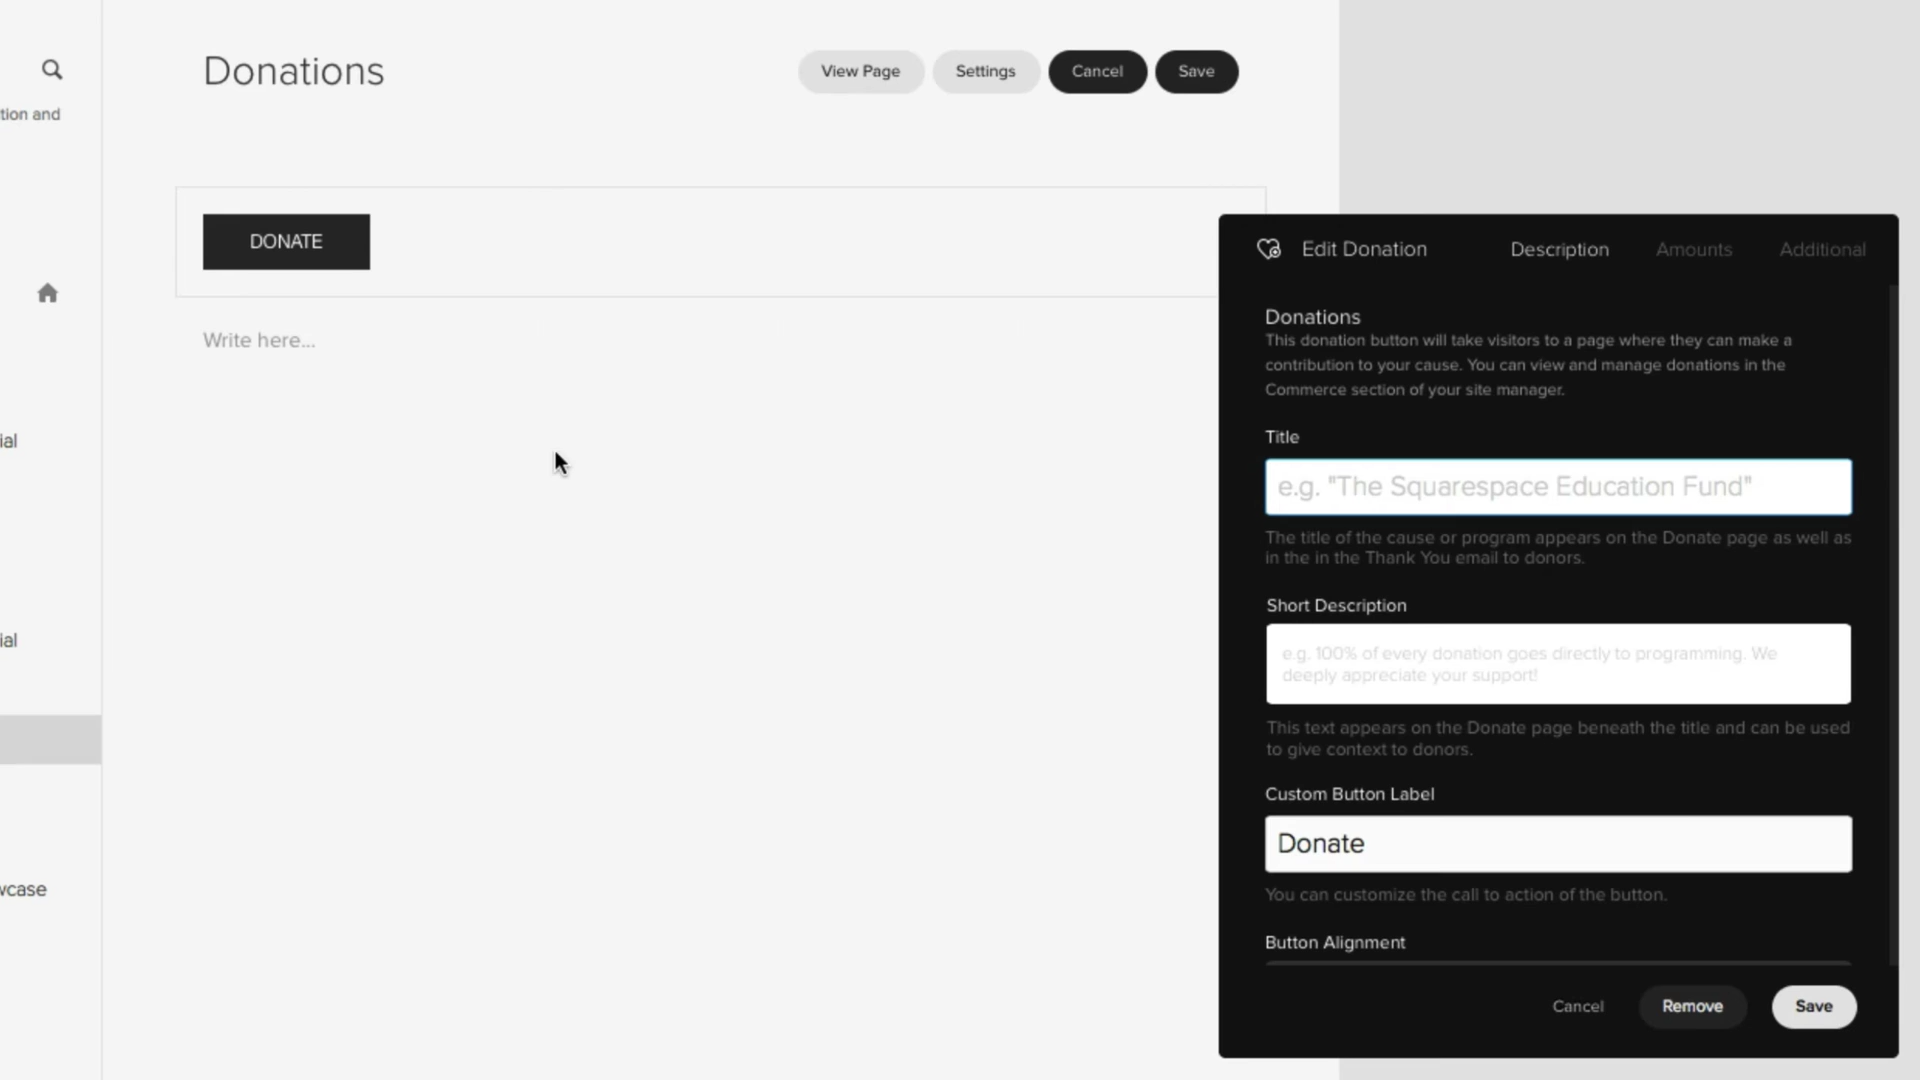 tion and
ial
ial
wcase
Donations
View Page
Settings
Cancel
Save
DONATE
Write here...
Edit Donation
Description
Amounts
Additional
Donations
This donation button will take visitors to a page where they can make a
contribution to your cause. You can view and manage donations in the
Commerce section of your site manager.
Title
e.g. "The Squarespace Education Fund"
The title of the cause or program appears on the Donate page as well as
in the in the Thank You email to donors.
Short Description
e.g. 100% of every donation goes directly to programming. We
deeply appreciate your support!
This text appears on the Donate page beneath the title and can be used
to give context to donors.
Custom Button Label
Donate
You can customize the call to action of the button.
Button Alignment
Cancel
Remove
Save